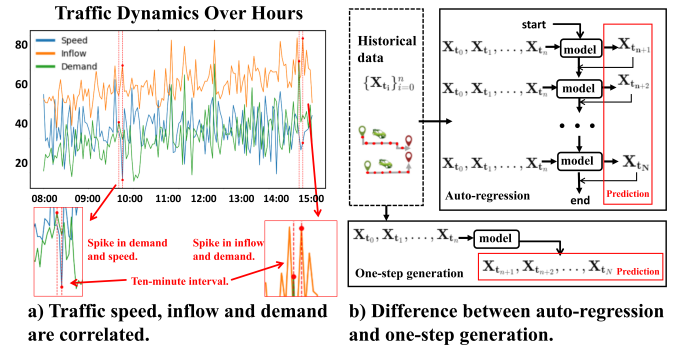 Traffic Dynamics Over Hours
Speed
Inflow
Demand
80
60
40
20
08:00 09:00 10:00 11:00 12:00 13:00 14:00 15:00
Spike in demand
and speed.
Spike in inflow
and demand.
Ten-minute interval.
a) Traffic speed, inflow and demand
are correlated.
Historical
data
{X_{t_i}}_{i=0}^{n}
start
X_{t_0}, X_{t_1}, . . . , X_{t_n} model X_{t_{n+1}}
X_{t_0}, X_{t_1}, . . . , X_{t_n} model X_{t_{n+2}}
X_{t_0}, X_{t_1}, . . . , X_{t_n} model X_{t_N}
end
Auto-regression
Prediction
X_{t_0}, X_{t_1}, . . . , X_{t_n} model
One-step generation
X_{t_{n+1}}, X_{t_{n+2}}, . . . , X_{t_N} Prediction
b) Difference between auto-regression
and one-step generation.